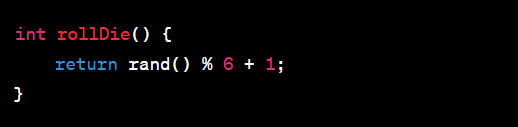 int rollDie() {
    return rand() % 6 + 1;
}